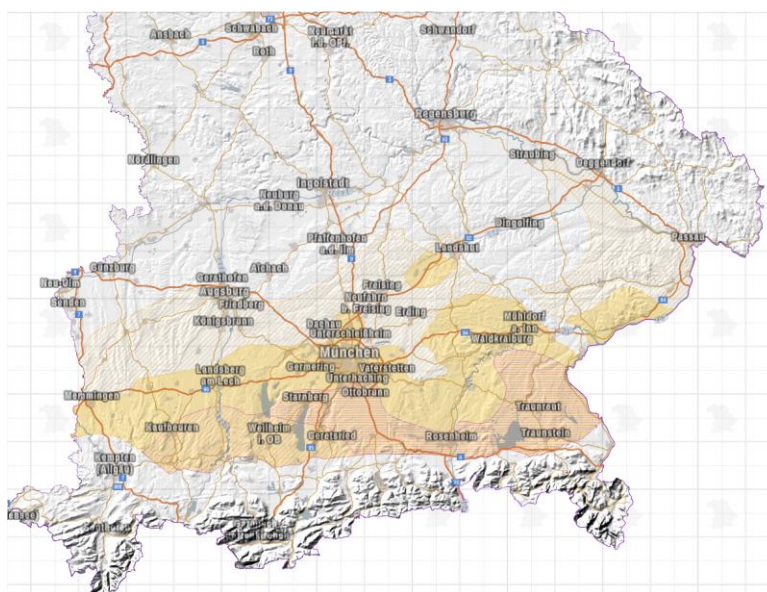 Ansbach
Schwabach
Roth
Neumarkt
i.d. OPf.
Schwandorf
Regensburg
Nördlingen
Straubing
Deggendorf
Ingolstadt
Neuburg
a.d. Donau
Dingolfing
Passau
Pfaffenhofen
a.d. Ilm
Landshut
Günzburg
Aichach
Neu-Ulm
Senden
Gersthofen
Augsburg
Friedberg
Königsbrunn
Freising
Neufahrn
b. Freising
Erding
Mühldorf
a. Inn
Waldkraiburg
Dachau
Unterschleißheim
München
Germering
Vaterstetten
Unterhaching
Ottobrunn
Landsberg
am Lech
Starnberg
Memmingen
Kaufbeuren
Weilheim
i. OB
Geretsried
Rosenheim
Traunreut
Traunstein
Kempten
(Allgäu)